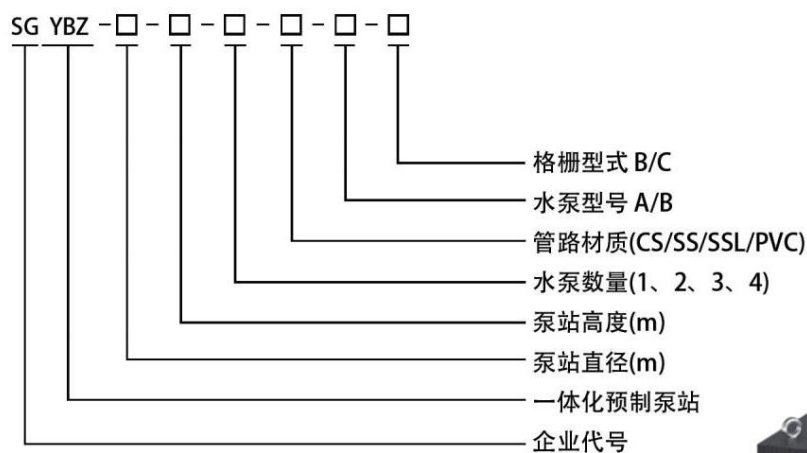 SG YBZ -□-□-□-□-□-□
格栅型式 B/C
水泵型号 A/B
管路材质(CS/SS/SSL/PVC)
水泵数量(1、2、3、4)
泵站高度(m)
泵站直径(m)
一体化预制泵站
企业代号